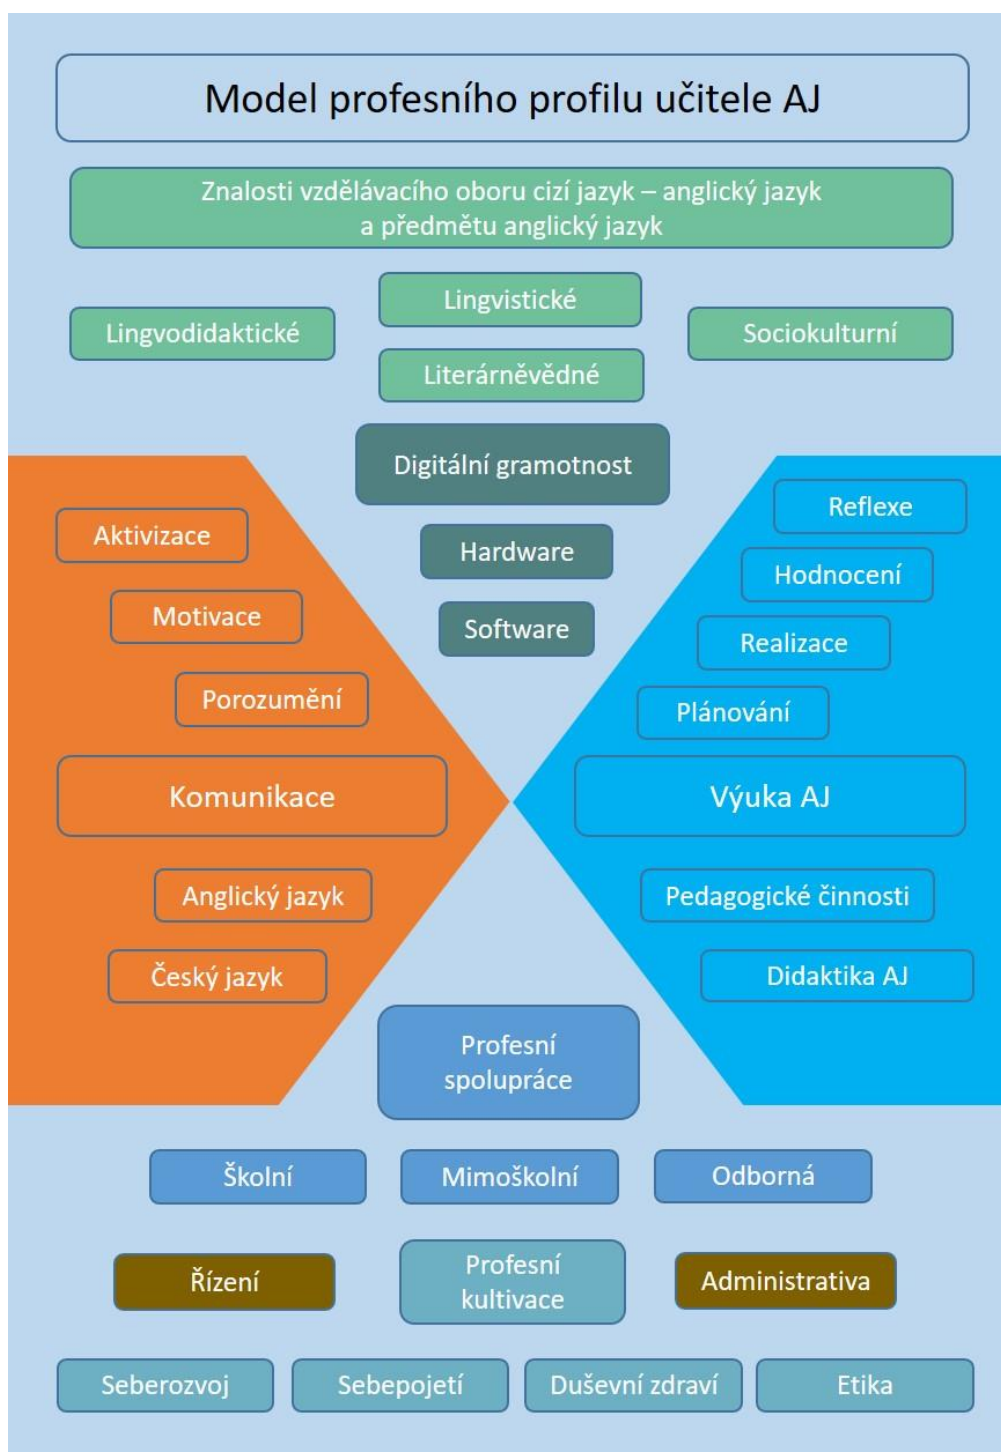 Model profesního profilu učitele AJ
Znalosti vzdělávacího oboru cizí jazyk – anglický jazyk
a předmětu anglický jazyk
Lingvistické
Lingvodidaktické
Sociokulturní
Literárněvědné
Digitální gramotnost
Reflexe
Aktivizace
Hardware
Hodnocení
Motivace
Software
Realizace
Porozumění
Plánování
Komunikace
Výuka AJ
Anglický jazyk
Pedagogické činnosti
Český jazyk
Didaktika AJ
Profesní
spolupráce
Školní
Mimoškolní
Odborná
Řízení
Profesní
kultivace
Administrativa
Seberozvoj
Sebepojetí
Duševní zdraví
Etika